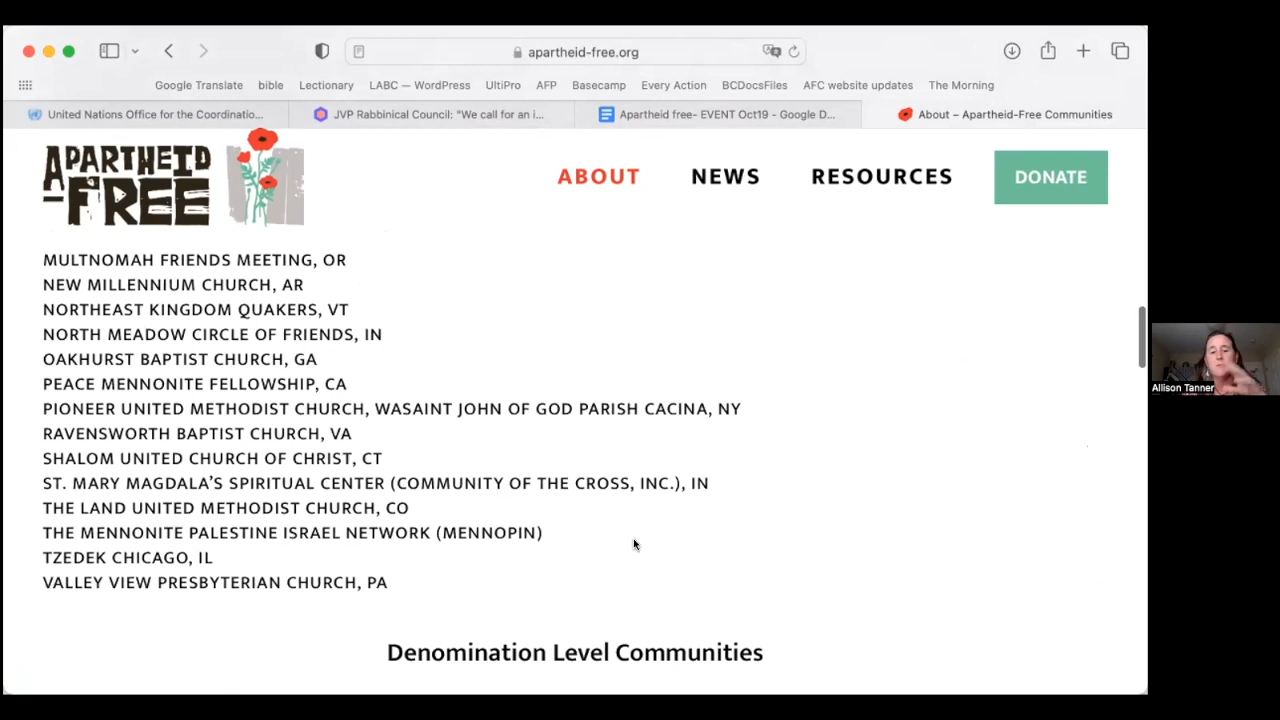 apartheid-free.org
Google Translate bible Lectionary LABC — WordPress UltiPro AFP Basecamp Every Action BCDocsFiles AFC website updates The Morning
United Nations Office for the Coordinatio... JVP Rabbinical Council: "We call for an i... Apartheid free- EVENT Oct19 - Google D... About – Apartheid-Free Communities
APARTHEID
-FREE
ABOUT NEWS RESOURCES DONATE
MULTNOMAH FRIENDS MEETING, OR
NEW MILLENNIUM CHURCH, AR
NORTHEAST KINGDOM QUAKERS, VT
NORTH MEADOW CIRCLE OF FRIENDS, IN
OAKHURST BAPTIST CHURCH, GA
PEACE MENNONITE FELLOWSHIP, CA
PIONEER UNITED METHODIST CHURCH, WASAINT JOHN OF GOD PARISH CACINA, NY
RAVENSWORTH BAPTIST CHURCH, VA
SHALOM UNITED CHURCH OF CHRIST, CT
ST. MARY MAGDALA’S SPIRITUAL CENTER (COMMUNITY OF THE CROSS, INC.), IN
THE LAND UNITED METHODIST CHURCH, CO
THE MENNONITE PALESTINE ISRAEL NETWORK (MENNOPIN)
TZEDEK CHICAGO, IL
VALLEY VIEW PRESBYTERIAN CHURCH, PA
Denomination Level Communities
Allison Tanner